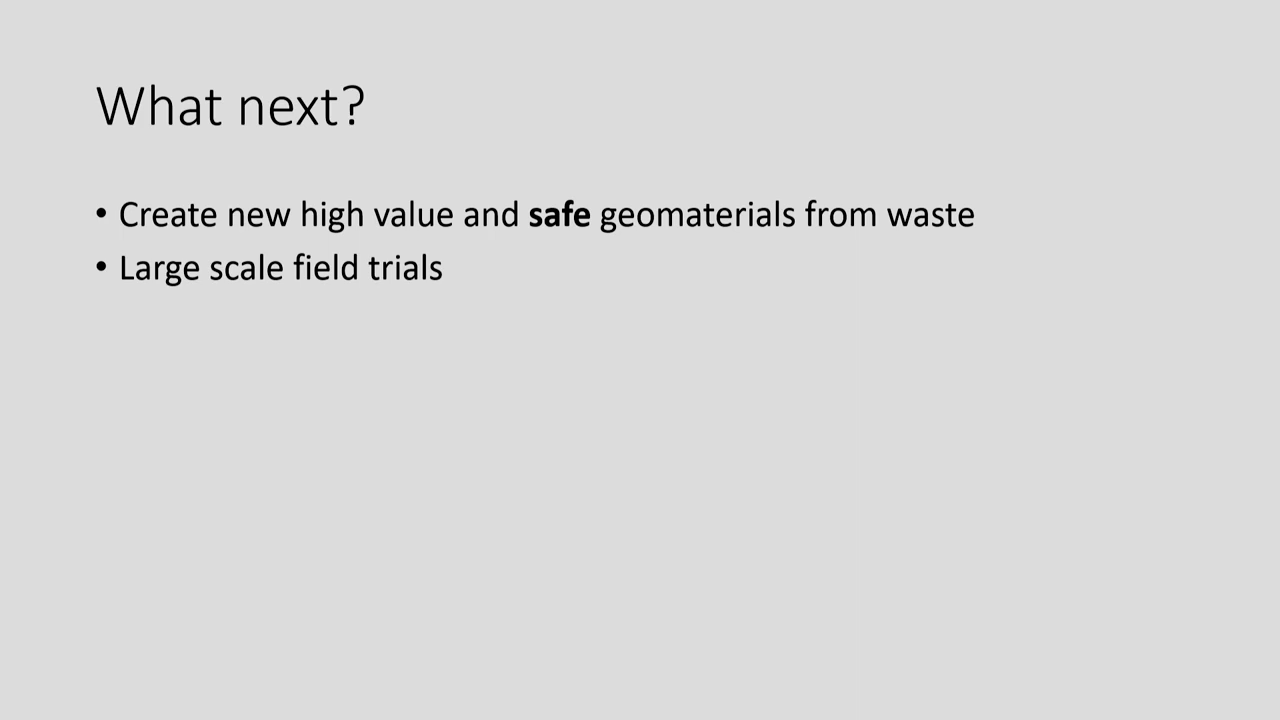 What next?
• Create new high value and safe geomaterials from waste
• Large scale field trials